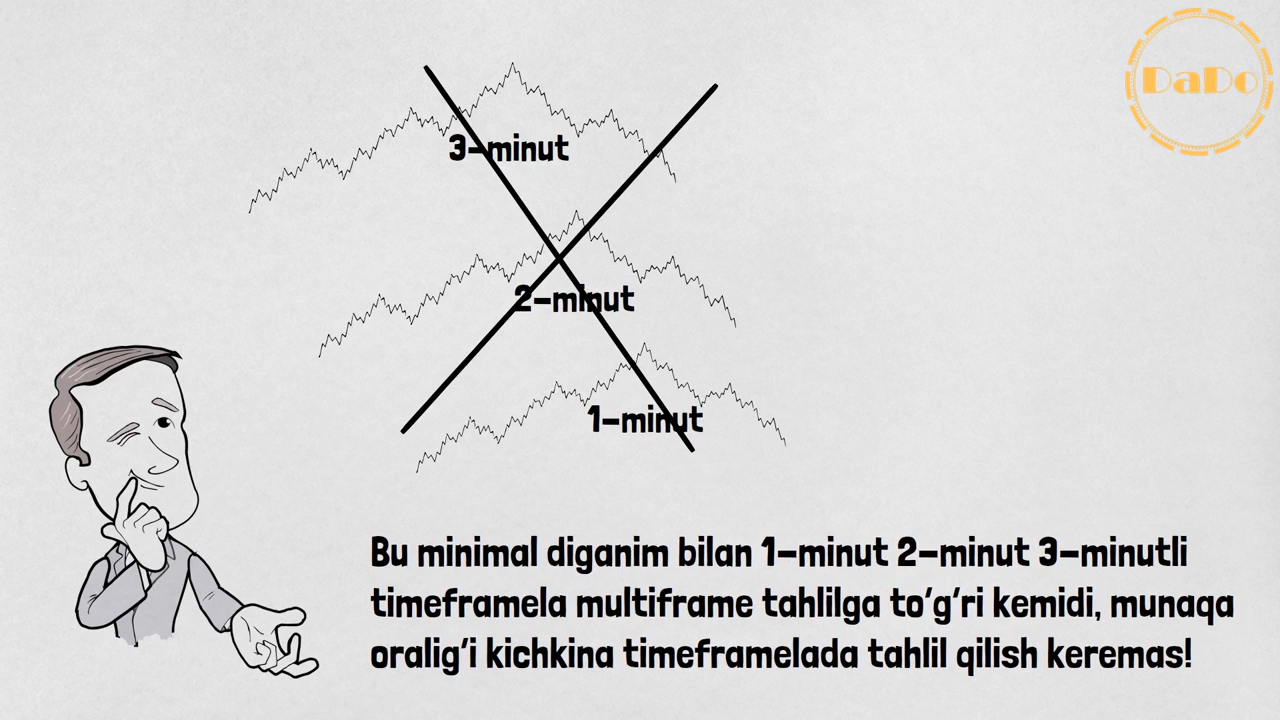 DaDo
3-minut
2-minut
1-minut
Bu minimal diganim bilan 1-minut 2-minut 3-minutli
timeframela multiframe tahlilga to'g'ri kemidi, munaqa
oralig'i kichkina timeframelada tahlil qilish keremas!